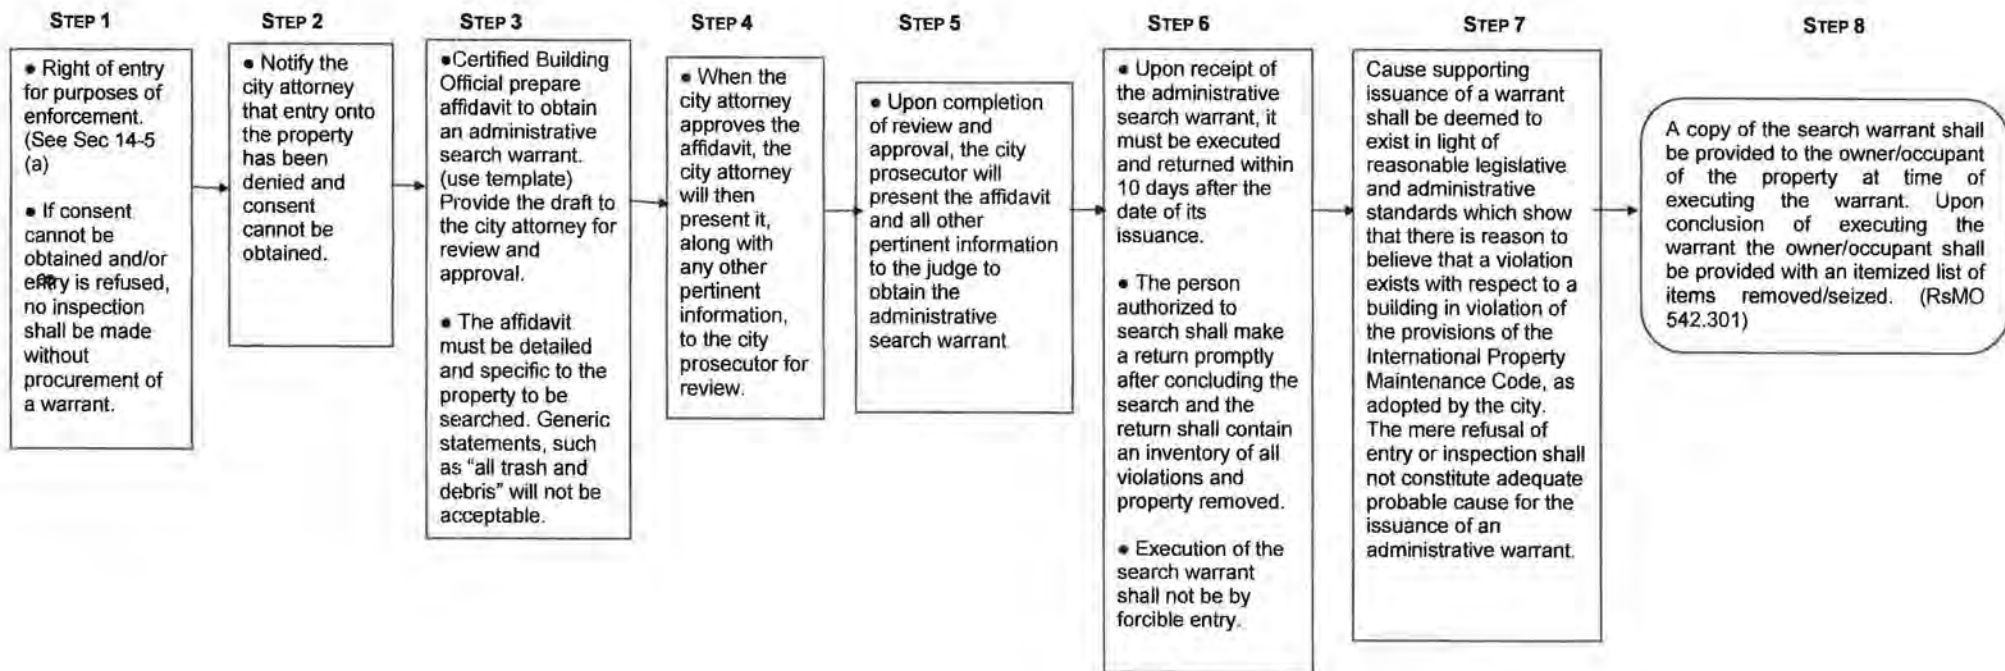 STEP 1
• Right of entry
for purposes of
enforcement.
(See Sec 14-5
(a)
• If consent
cannot be
obtained and/or
entry is refused,
no inspection
shall be made
without
procurement of
a warrant.
STEP 2
• Notify the
city attorney
that entry onto
the property
has been
denied and
consent
cannot be
obtained.
STEP 3
•Certified Building
Official prepare
affidavit to obtain
an administrative
search warrant.
(use template)
Provide the draft to
the city attorney for
review and
approval.
• The affidavit
must be detailed
and specific to the
property to be
searched. Generic
statements, such
as "all trash and
debris" will not be
acceptable.
STEP 4
• When the
city attorney
approves the
affidavit, the
city attorney
will then
present it,
along with
any other
pertinent
information,
to the city
prosecutor for
review.
STEP 5
• Upon completion
of review and
approval, the city
prosecutor will
present the affidavit
and all other
pertinent information
to the judge to
obtain the
administrative
search warrant
STEP 6
• Upon receipt of
the administrative
search warrant, it
must be executed
and returned within
10 days after the
date of its
issuance.
• The person
authorized to
search shall make
a return promptly
after concluding the
search and the
return shall contain
an inventory of all
violations and
property removed.
• Execution of the
search warrant
shall not be by
forcible entry.
STEP 7
Cause supporting
issuance of a warrant
shall be deemed to
exist in light of
reasonable legislative
and administrative
standards which show
that there is reason to
believe that a violation
exists with respect to a
building in violation of
the provisions of the
International Property
Maintenance Code, as
adopted by the city.
The mere refusal of
entry or inspection shall
not constitute adequate
probable cause for the
issuance of an
administrative warrant.
STEP 8
A copy of the search warrant shall
be provided to the owner/occupant
of the property at time of
executing the warrant. Upon
conclusion of executing the
warrant the owner/occupant shall
be provided with an itemized list of
items removed/seized. (RsMO
542.301)